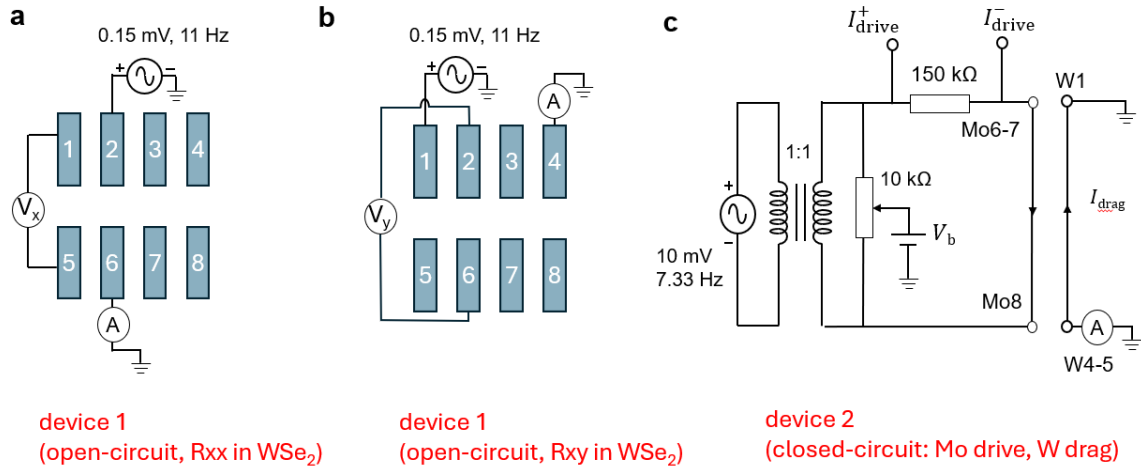 a
0.15 mV, 11 Hz
+ −
1 2 3 4
Vx
5 6 7 8
A
device 1
(open-circuit, Rxx in WSe2)
b
0.15 mV, 11 Hz
+ −
A
1 2 3 4
Vy
5 6 7 8
device 1
(open-circuit, Rxy in WSe2)
c
I+drive I−drive
150 kΩ
W1
Mo6-7
1:1
+
10 kΩ
Idrag
Vb
−
10 mV
7.33 Hz
Mo8
A
W4-5
device 2
(closed-circuit: Mo drive, W drag)